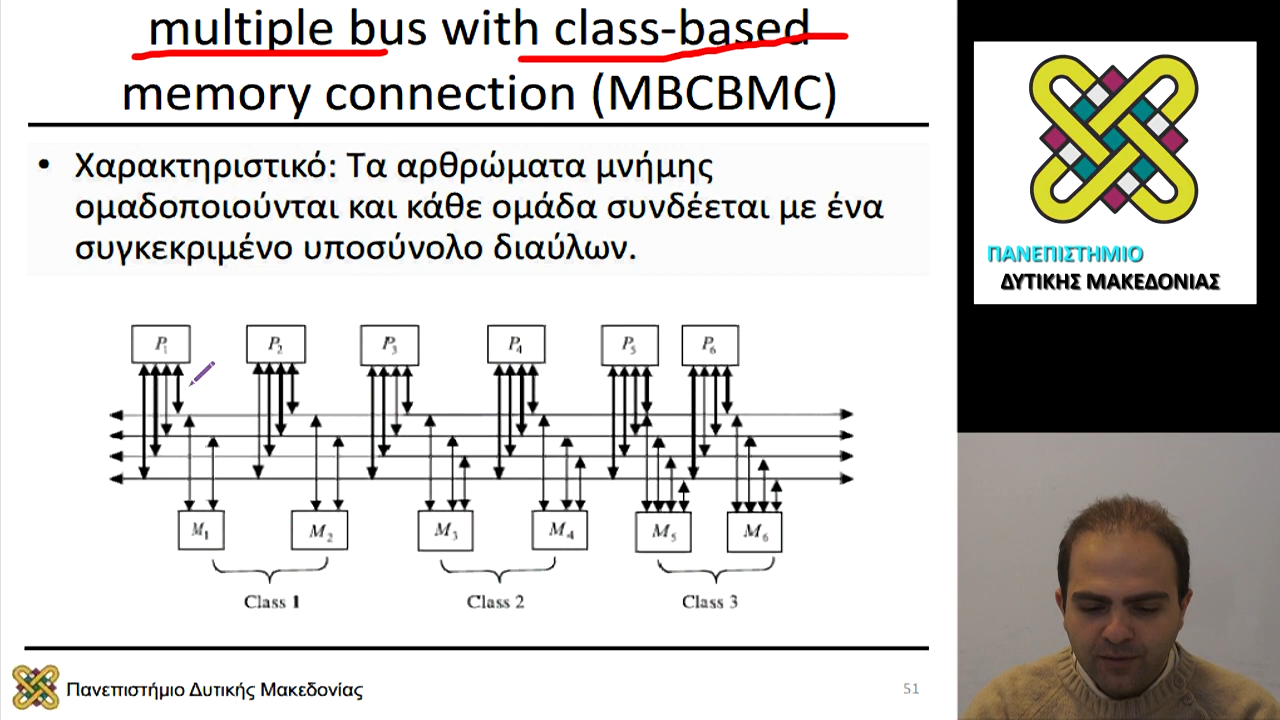 multiple bus with class-based
memory connection (MBCBMC)
• Χαρακτηριστικό: Τα αρθρώματα μνήμης
ομαδοποιούνται και κάθε ομάδα συνδέεται με ένα
συγκεκριμένο υποσύνολο διαύλων.
P1 P2 P3 P4 P5 P6
M1 M2 M3 M4 M5 M6
Class 1 Class 2 Class 3
Πανεπιστήμιο Δυτικής Μακεδονίας
51
ΠΑΝΕΠΙΣΤΗΜΙΟ
ΔΥΤΙΚΗΣ ΜΑΚΕΔΟΝΙΑΣ